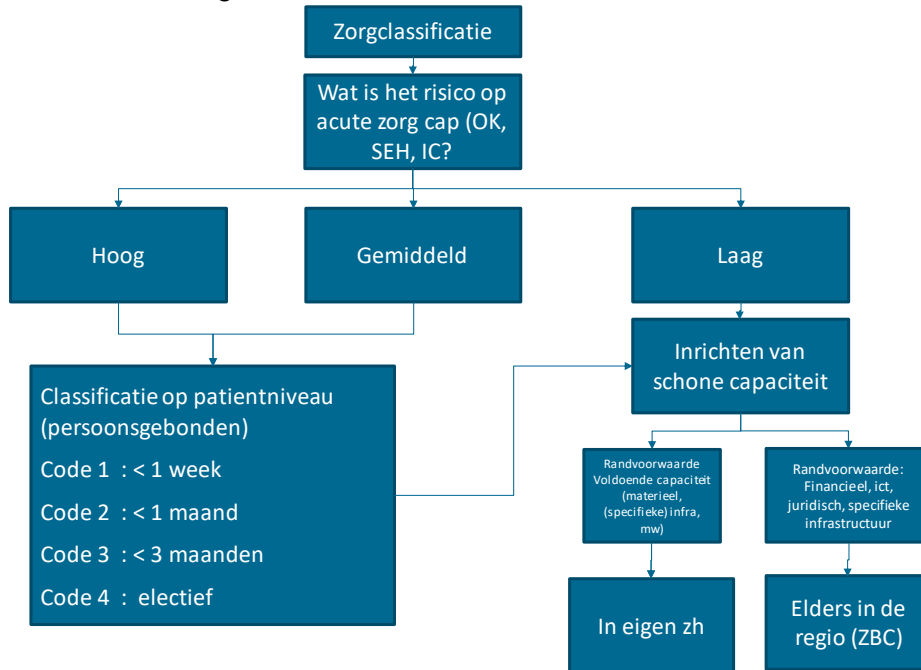 Zorgclassificatie
Wat is het risico op
acute zorg cap (OK,
SEH, IC?
Hoog
Gemiddeld
Laag
Inrichten van
schone capaciteit
Classificatie op patientniveau
(persoonsgebonden)
Code 1 : < 1 week
Code 2 : < 1 maand
Code 3 : < 3 maanden
Code 4 : electief
Randvoorwaarde
Voldoende capaciteit
(materieel,
(specifieke) infra,
mw)
Randvoorwaarde:
Financieel, ict,
juridisch, specifieke
infrastructuur
In eigen zh
Elders in de
regio (ZBC)